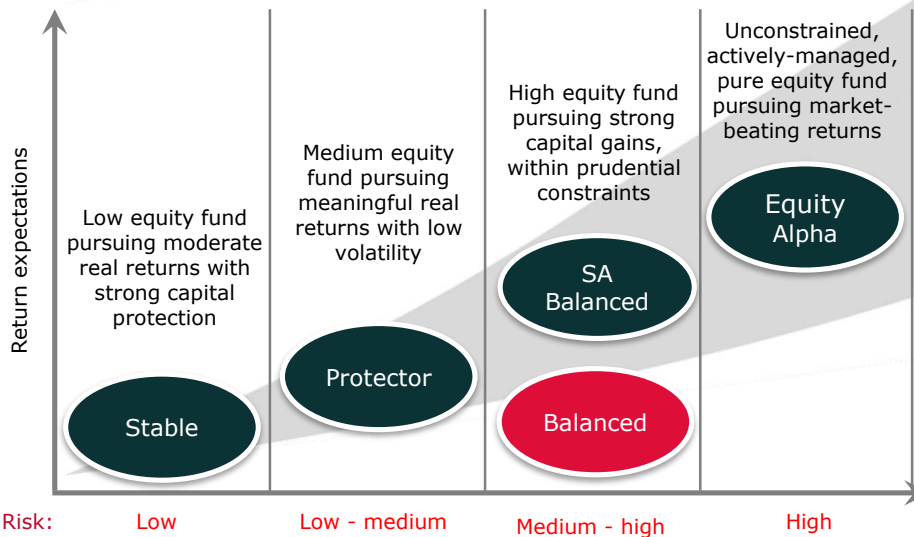 Return expectations
Low equity fund
pursuing moderate
real returns with
strong capital
protection
Stable
Medium equity
fund pursuing
meaningful real
returns with low
volatility
Protector
High equity fund
pursuing strong
capital gains,
within prudential
constraints
SA
Balanced
Balanced
Unconstrained,
actively-managed,
pure equity fund
pursuing market-
beating returns
Equity
Alpha
Risk:
Low
Low - medium
Medium - high
High